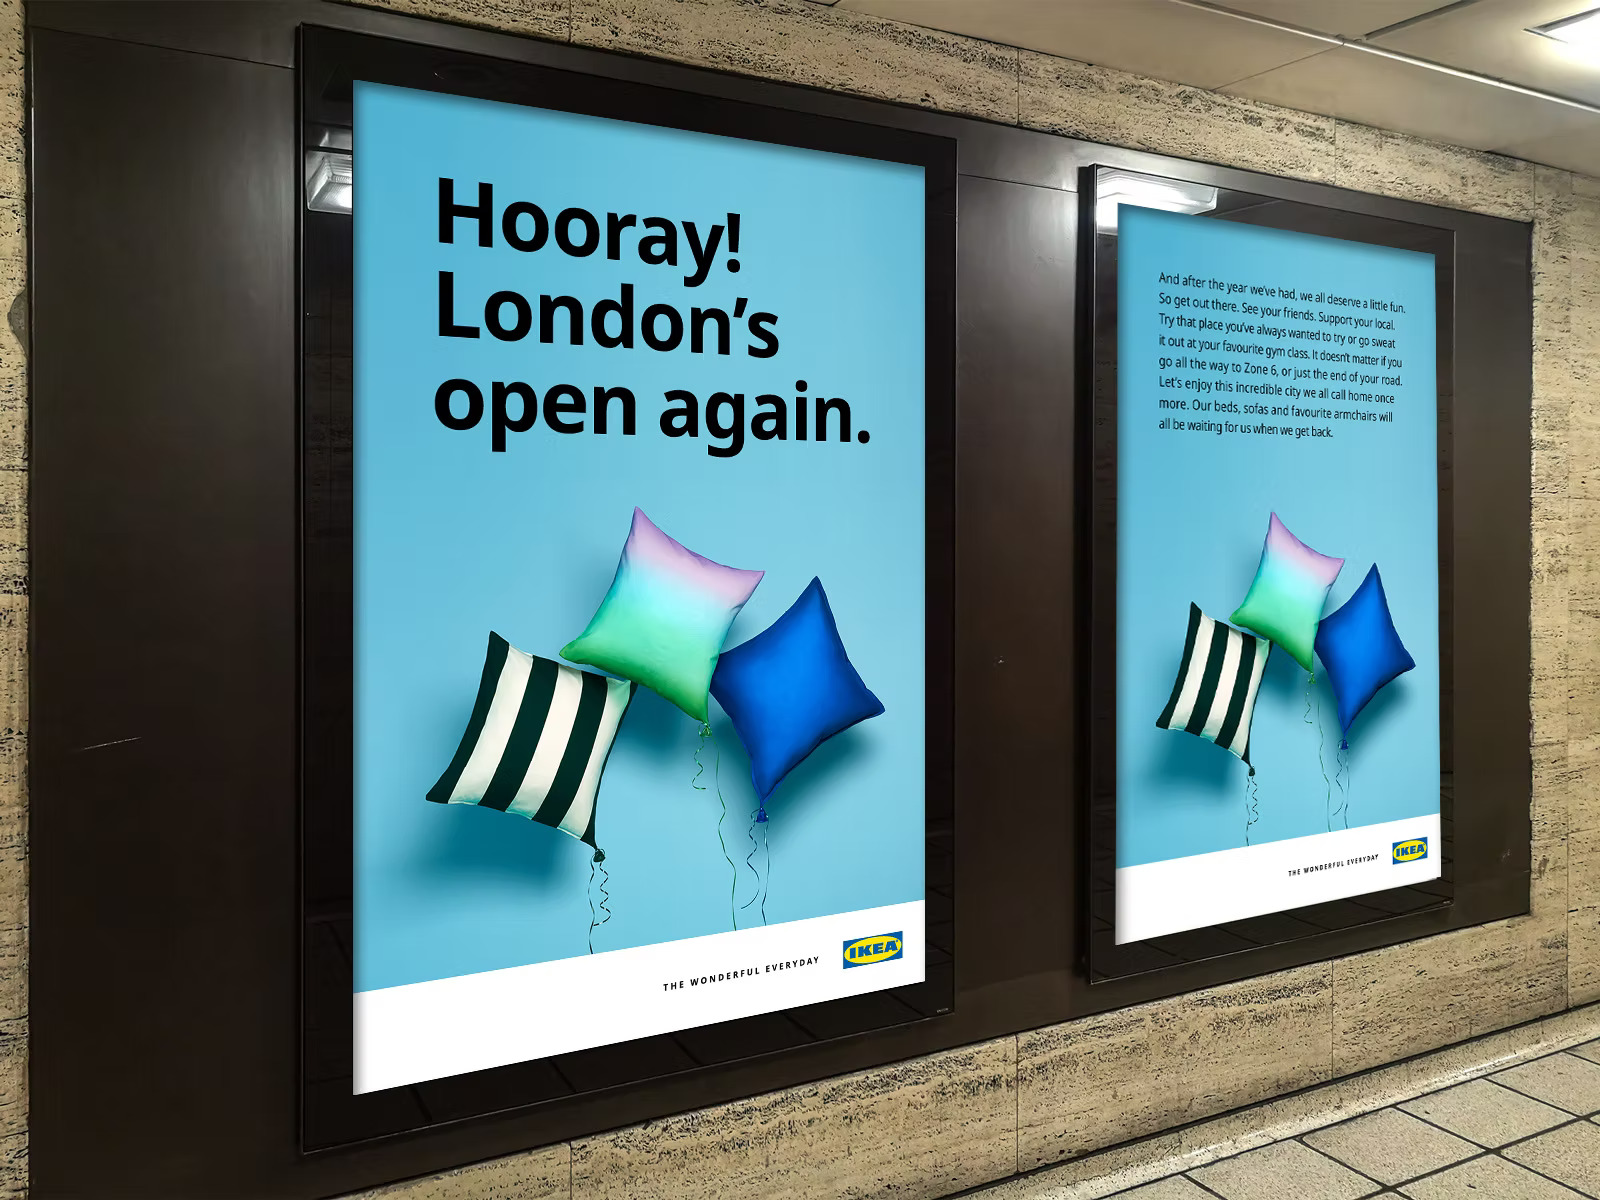 Hooray!
London’s
open again.
THE WONDERFUL EVERYDAY
IKEA
And after the year we’ve had, we all deserve a little fun.
So get out there. See your friends. Support your local.
Try that place you’ve always wanted to try or go sweat
it out at your favourite gym class. It doesn’t matter if you
go all the way to Zone 6, or just the end of your road.
Let’s enjoy this incredible city we all call home once
more. Our beds, sofas and favourite armchairs will
all be waiting for us when we get back.
THE WONDERFUL EVERYDAY
IKEA